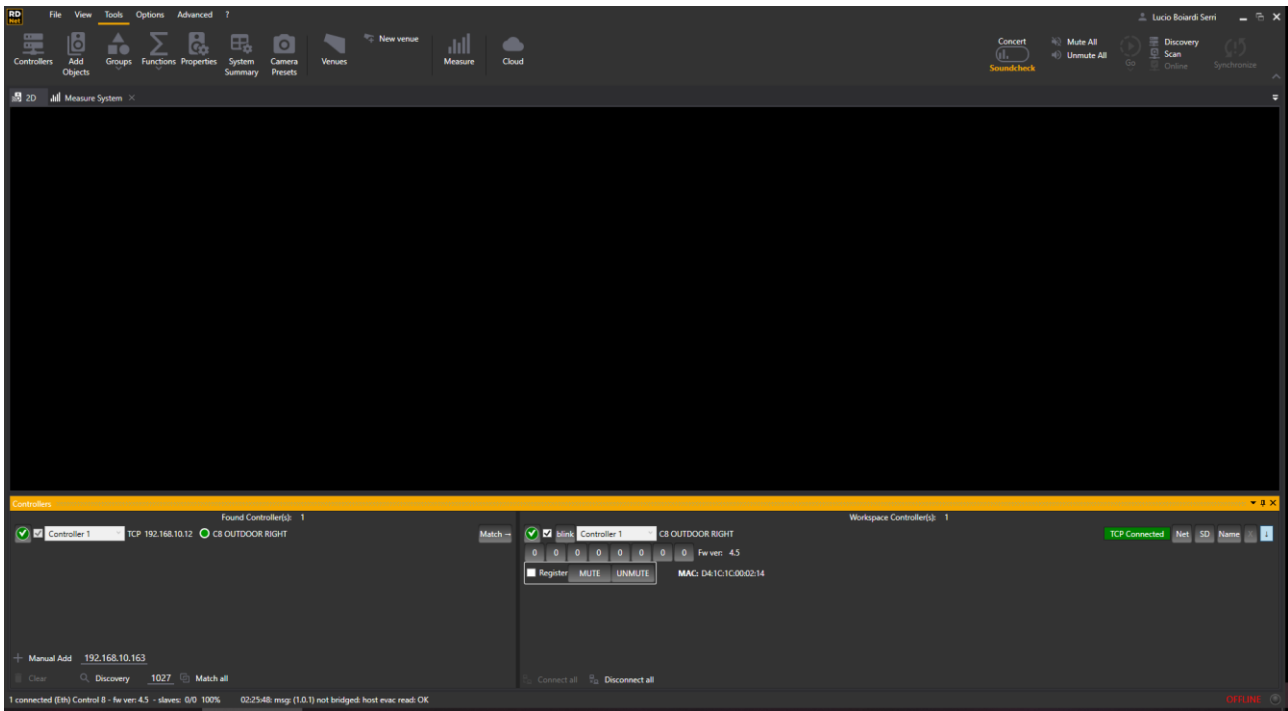 RD
Net
File View Tools Options Advanced ?
Lucio Boiardi Serri
Controllers
Add
Objects
Groups
Functions
Properties
System
Summary
Camera
Presets
Venues
New venue
Measure
Cloud
Concert
Soundcheck
Mute All
Unmute All
Go
Discovery
Scan
Online
Synchronize
2D Measure System
Controllers
Found Controller(s): 1
Controller 1 TCP 192.168.10.12 C8 OUTDOOR RIGHT Match→
Manual Add 192.168.10.163
Clear Discovery 1027 Match all
Workspace Controller(s): 1
blink Controller 1 C8 OUTDOOR RIGHT TCP Connected Net SD Name X ↓
0 0 0 0 0 0 0 0 Fw ver: 4.5
Register MUTE UNMUTE MAC: D4:1C:1C:00:02:14
Connect all Disconnect all
1 connected (Eth) Control 8 - fw ver: 4.5 - slaves: 0/0 100% 02:25:48: msg: (1.0.1) not bridged: host evac read: OK OFFLINE